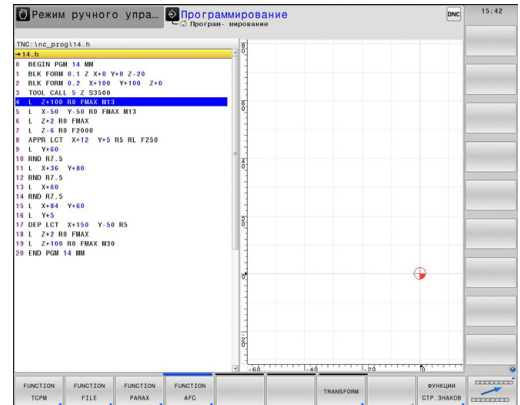 Режим ручного упра…
Программирование
Програм- мирование
DNC
15:42
TNC:\nc_prog\14.h
→14.h
0 BEGIN PGM 14 MM
1 BLK FORM 0.1 Z X+0 Y+0 Z-20
2 BLK FORM 0.2 X+100 Y+100 Z+0
3 TOOL CALL 5 Z S3500
4 L Z+100 R0 FMAX M13
5 L X-50 Y-50 R0 FMAX M13
6 L Z+2 R0 FMAX
7 L Z-6 R0 F2000
8 APPR LCT X+12 Y+5 R5 RL F250
9 L Y+60
10 RND R7.5
11 L X+36 Y+80
12 RND R7.5
13 L X+60
14 RND R7.5
15 L X+84 Y+60
16 L Y+5
17 DEP LCT X+150 Y-50 R5
18 L Z+2 R0 FMAX
19 L Z+100 R0 FMAX M30
20 END PGM 14 MM
-60 -40 -20 0
FUNCTION TCPM
FUNCTION FILE
FUNCTION PARAX
FUNCTION AFC
TRANSFORM
ФУНКЦИИ СТР.ЗНАКОВ